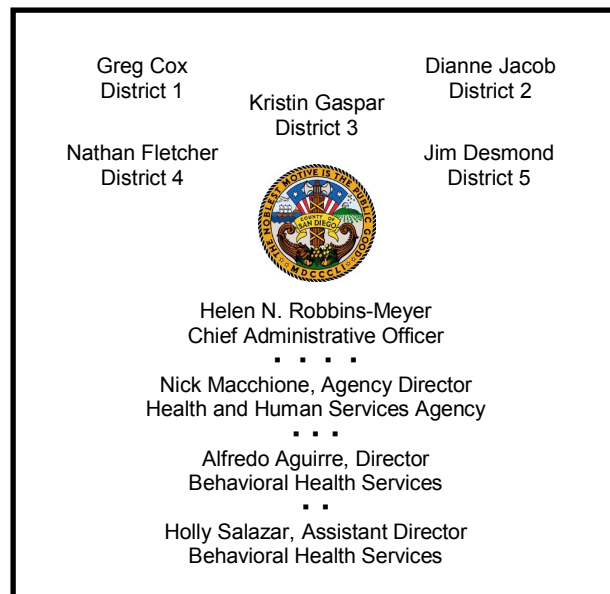 Greg Cox
District 1
Dianne Jacob
District 2
Kristin Gaspar
District 3
Nathan Fletcher
District 4
Jim Desmond
District 5
THE NOBLEST MOTIVE IS THE PUBLIC GOOD
COUNTY OF
SAN DIEGO
MDCCCLII
Helen N. Robbins-Meyer
Chief Administrative Officer
Nick Macchione, Agency Director
Health and Human Services Agency
Alfredo Aguirre, Director
Behavioral Health Services
Holly Salazar, Assistant Director
Behavioral Health Services